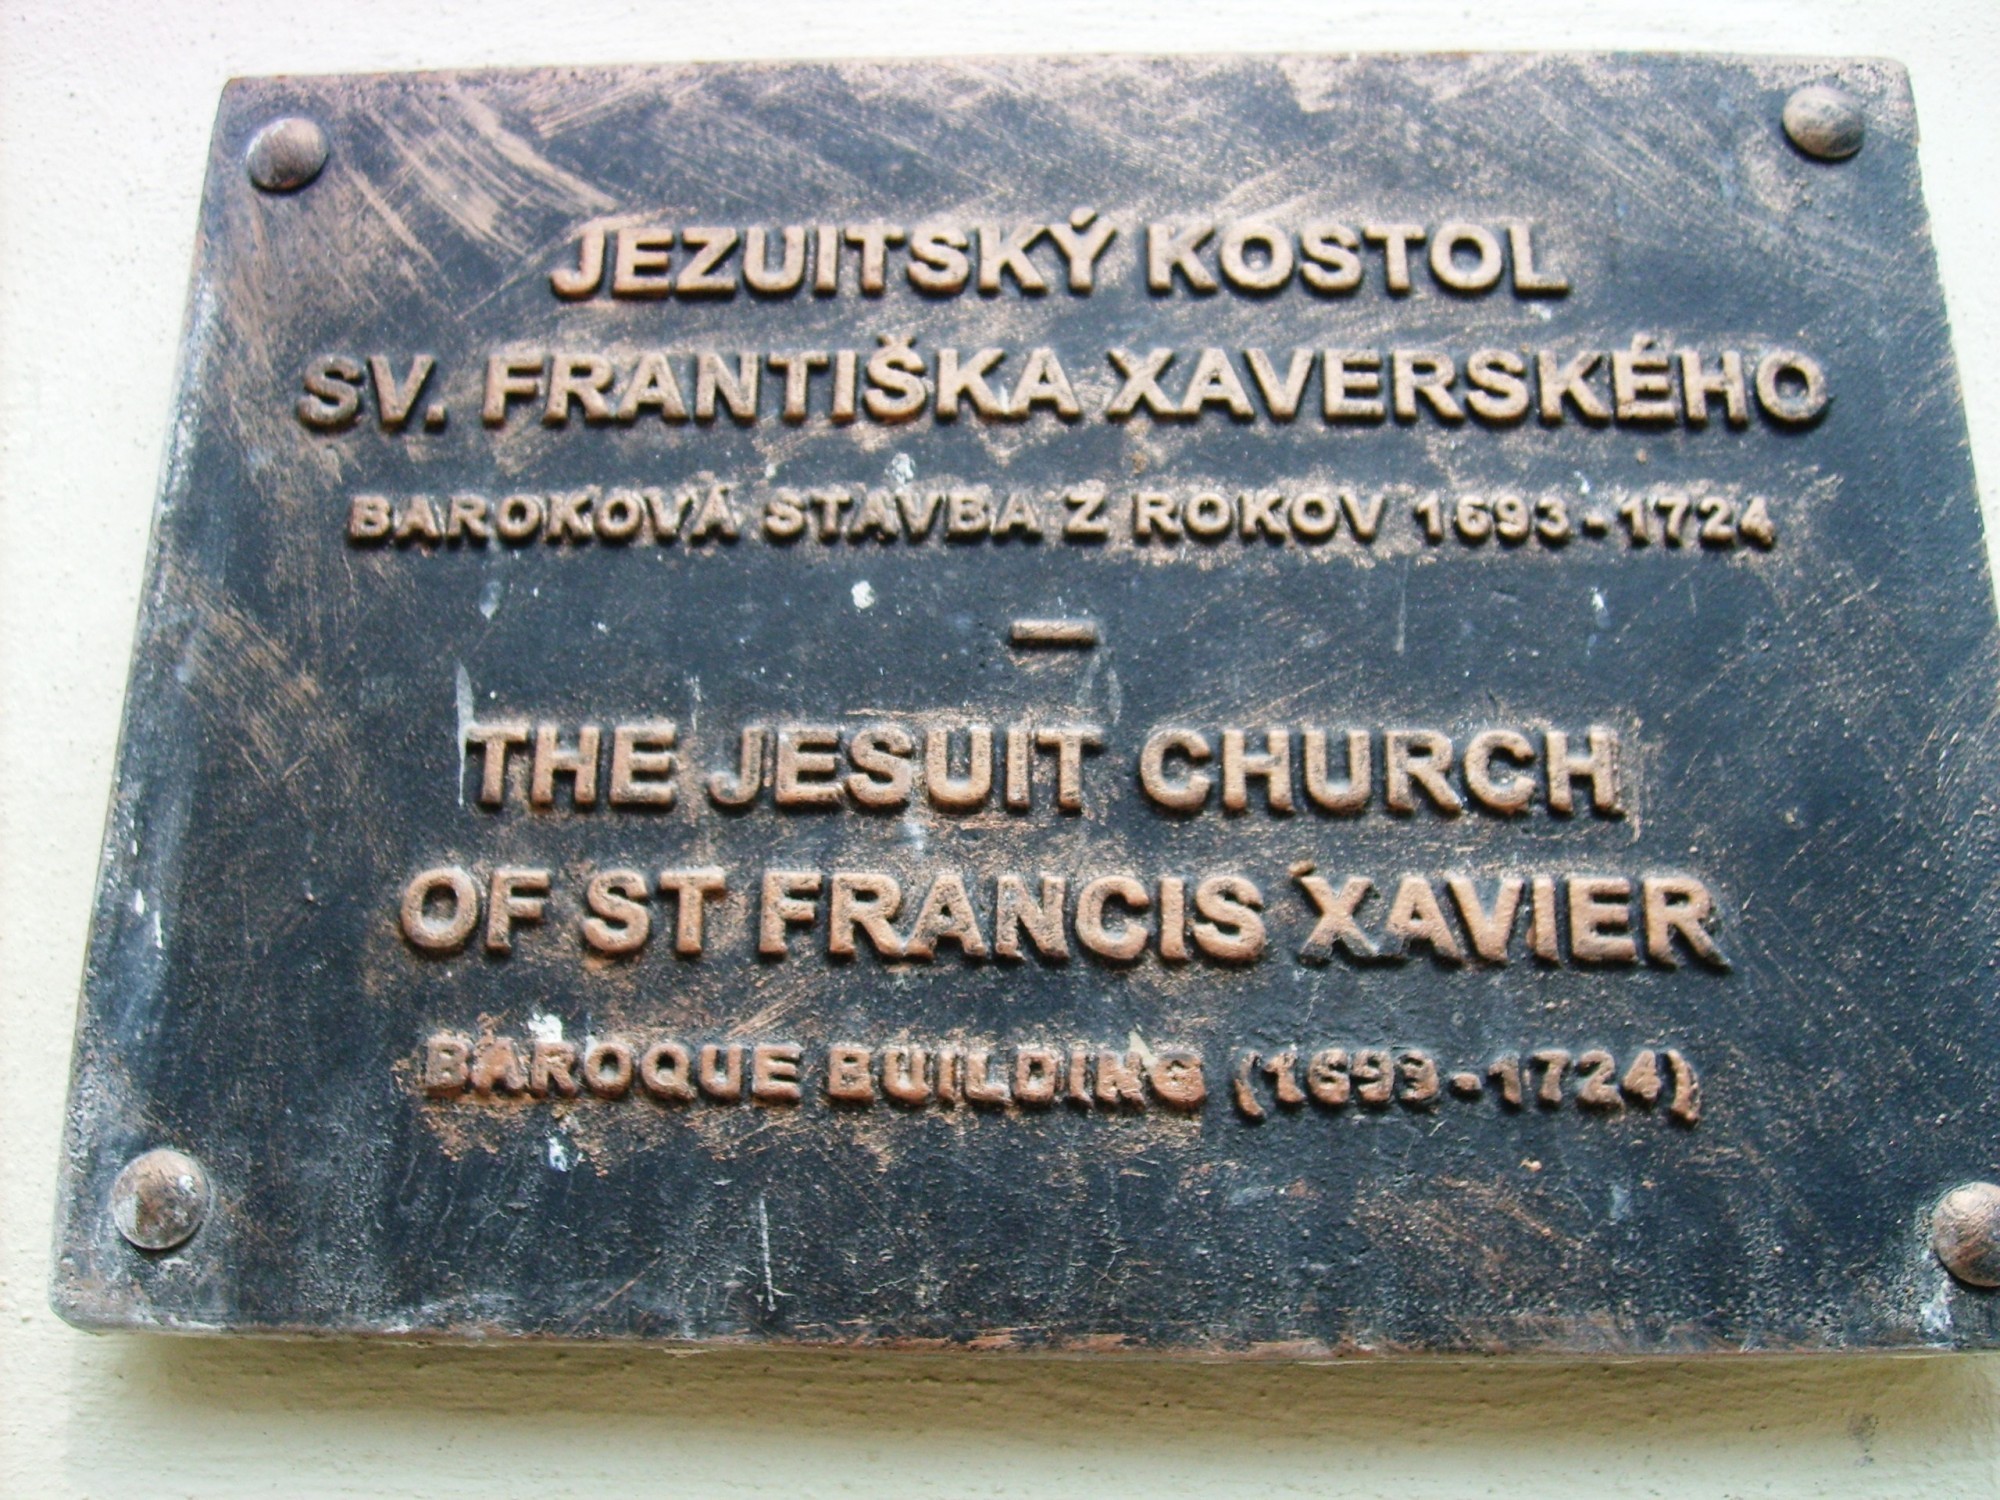 JEZUITSKÝ KOSTOL
SV. FRANTIŠKA XAVERSKÉHO
BAROKOVÁ STAVBA Z ROKOV 1693-1724
–
THE JESUIT CHURCH
OF ST FRANCIS XAVIER
BAROQUE BUILDING (1693-1724)